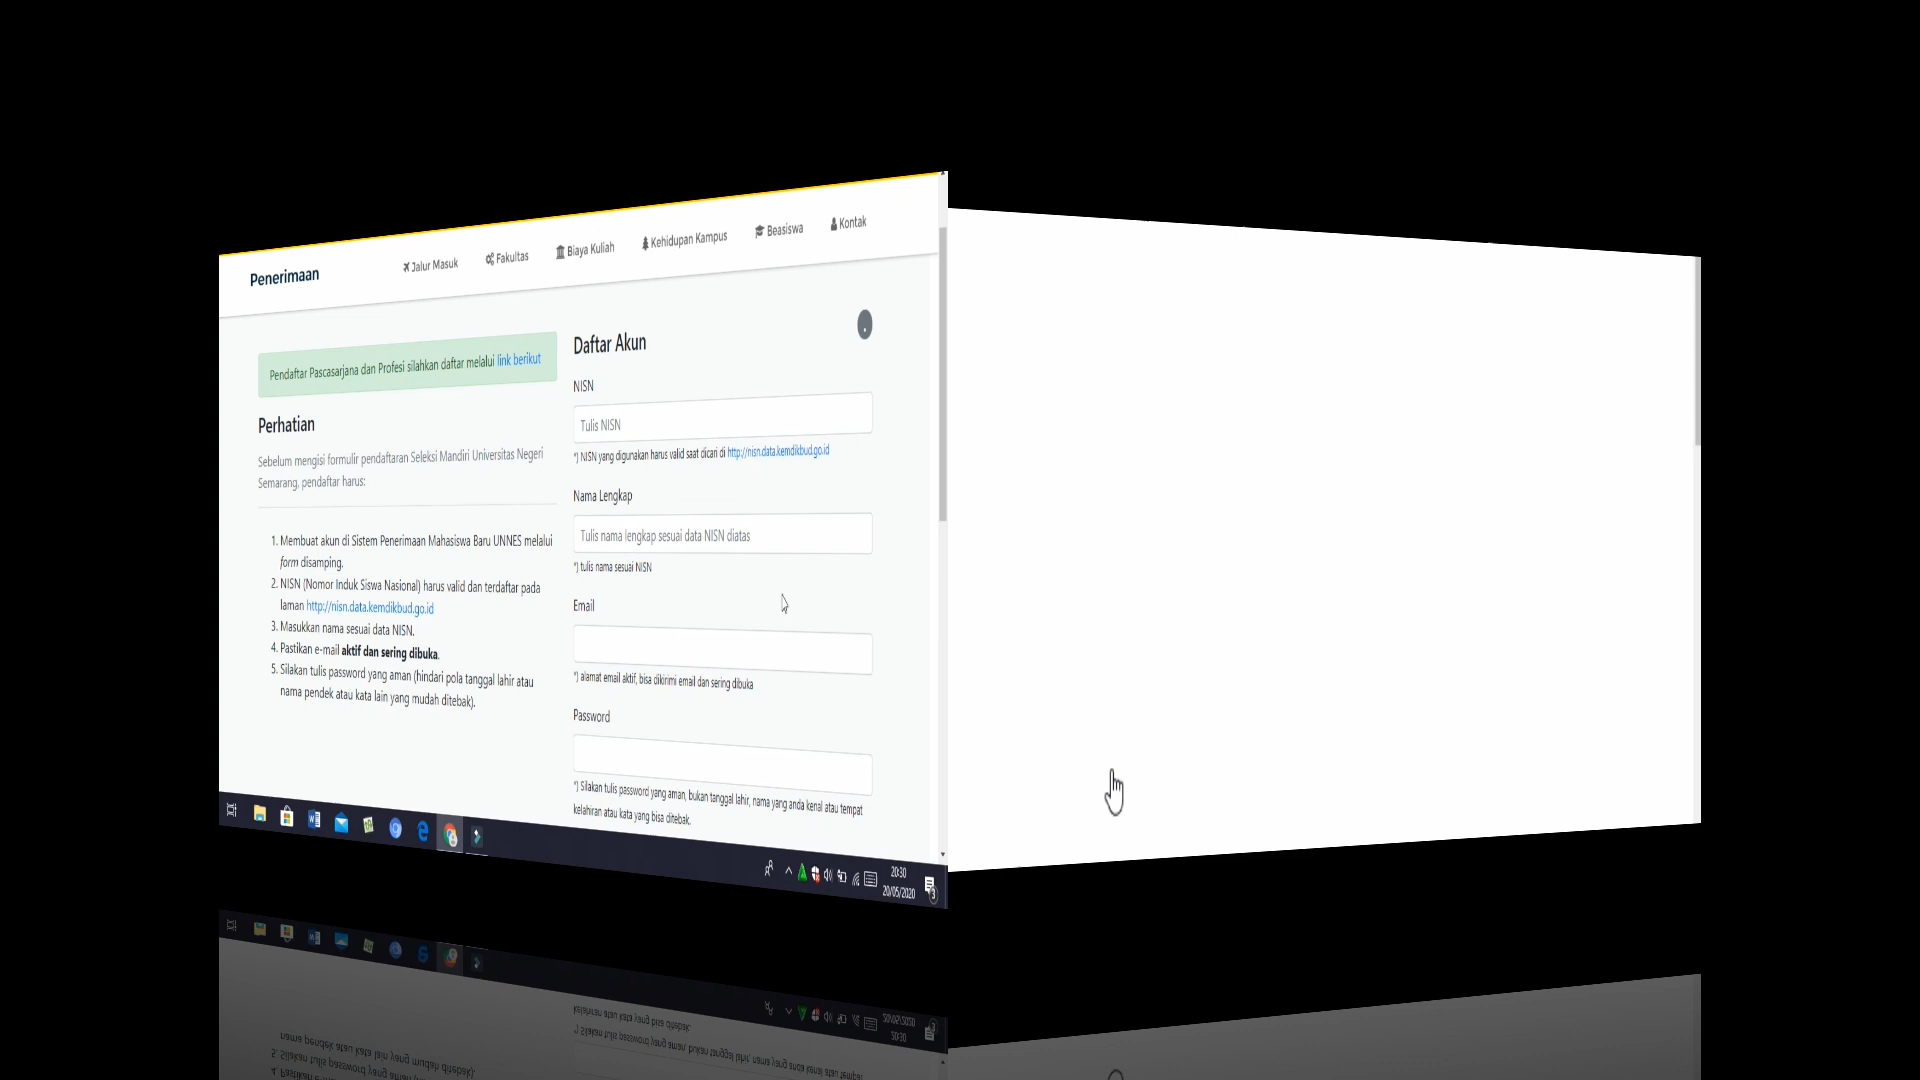 Penerimaan
Jalur Masuk
Fakultas
Biaya Kuliah
Kehidupan Kampus
Beasiswa
Kontak
Pendaftar Pascasarjana dan Profesi silahkan daftar melalui link berikut
Perhatian
Sebelum mengisi formulir pendaftaran Seleksi Mandiri Universitas Negeri
Semarang, pendaftar harus:
1. Membuat akun di Sistem Penerimaan Mahasiswa Baru UNNES melalui
form disamping.
2. NISN (Nomor Induk Siswa Nasional) harus valid dan terdaftar pada
laman http://nisn.data.kemdikbud.go.id
3. Masukkan nama sesuai data NISN.
4. Pastikan e-mail aktif dan sering dibuka.
5. Silakan tulis password yang aman (hindari pola tanggal lahir atau
nama pendek atau kata lain yang mudah ditebak).
Daftar Akun
NISN
Tulis NISN
*) NISN yang digunakan harus valid saat dicari di http://nisn.data.kemdikbud.go.id
Nama Lengkap
Tulis nama lengkap sesuai data NISN diatas
*) tulis nama sesuai NISN
Email
*) alamat email aktif, bisa dikirimi email dan sering dibuka
Password
*) Silakan tulis password yang aman, bukan tanggal lahir, nama yang anda kenal atau tempat
kelahiran atau kata yang bisa ditebak.
20:30
20/05/2020
3